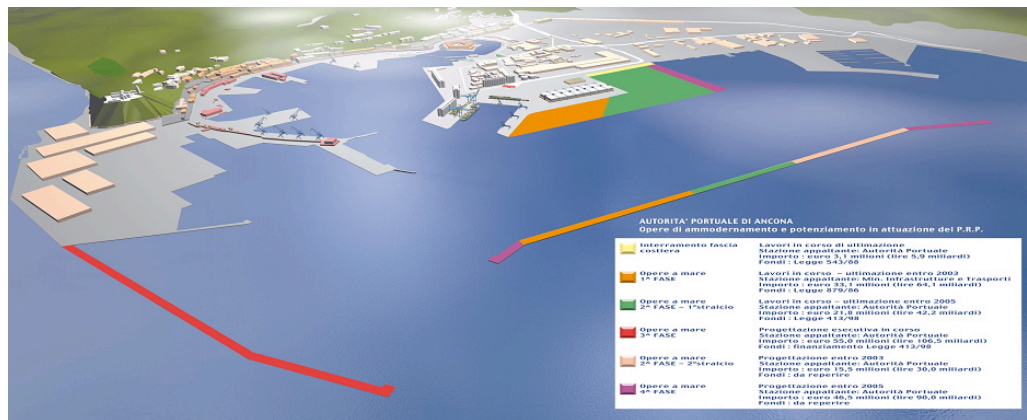 AUTORITA' PORTUALE DI ANCONA
Opere di ammodernamento e potenziamento in attuazione del P.R.P.
Interramento fascia
costiera
Lavori in corso di ultimazione
Stazione appaltante: Autorità Portuale
Importo : euro 3,1 milioni (lire 5,9 miliardi)
Fondi : Legge 543/88
Opere a mare
1ª FASE
Lavori in corso - ultimazione entro 2003
Stazione appaltante: Min. Infrastrutture e Trasporti
Importo : euro 33,1 milioni (lire 64,1 miliardi)
Fondi : Legge 879/86
Opere a mare
2ª FASE - 1°stralcio
Lavori in corso - ultimazione entro 2005
Stazione appaltante: Autorità Portuale
Importo : euro 21,8 milioni (lire 42,2 miliardi)
Fondi : Legge 413/98
Opere a mare
3ª FASE
Progettazione esecutiva in corso
Stazione appaltante: Autorità Portuale
Importo : euro 55,0 milioni (lire 106,5 miliardi)
Fondi : finanziamento Legge 413/98
Opere a mare
2ª FASE - 2°stralcio
Progettazione entro 2003
Stazione appaltante: Autorità Portuale
Importo : euro 15,5 milioni (lire 30,0 miliardi)
Fondi : da reperire
Opere a mare
4ª FASE
Progettazione entro 2005
Stazione appaltante: Autorità Portuale
Importo : euro 46,5 milioni (lire 90,0 miliardi)
Fondi : da reperire